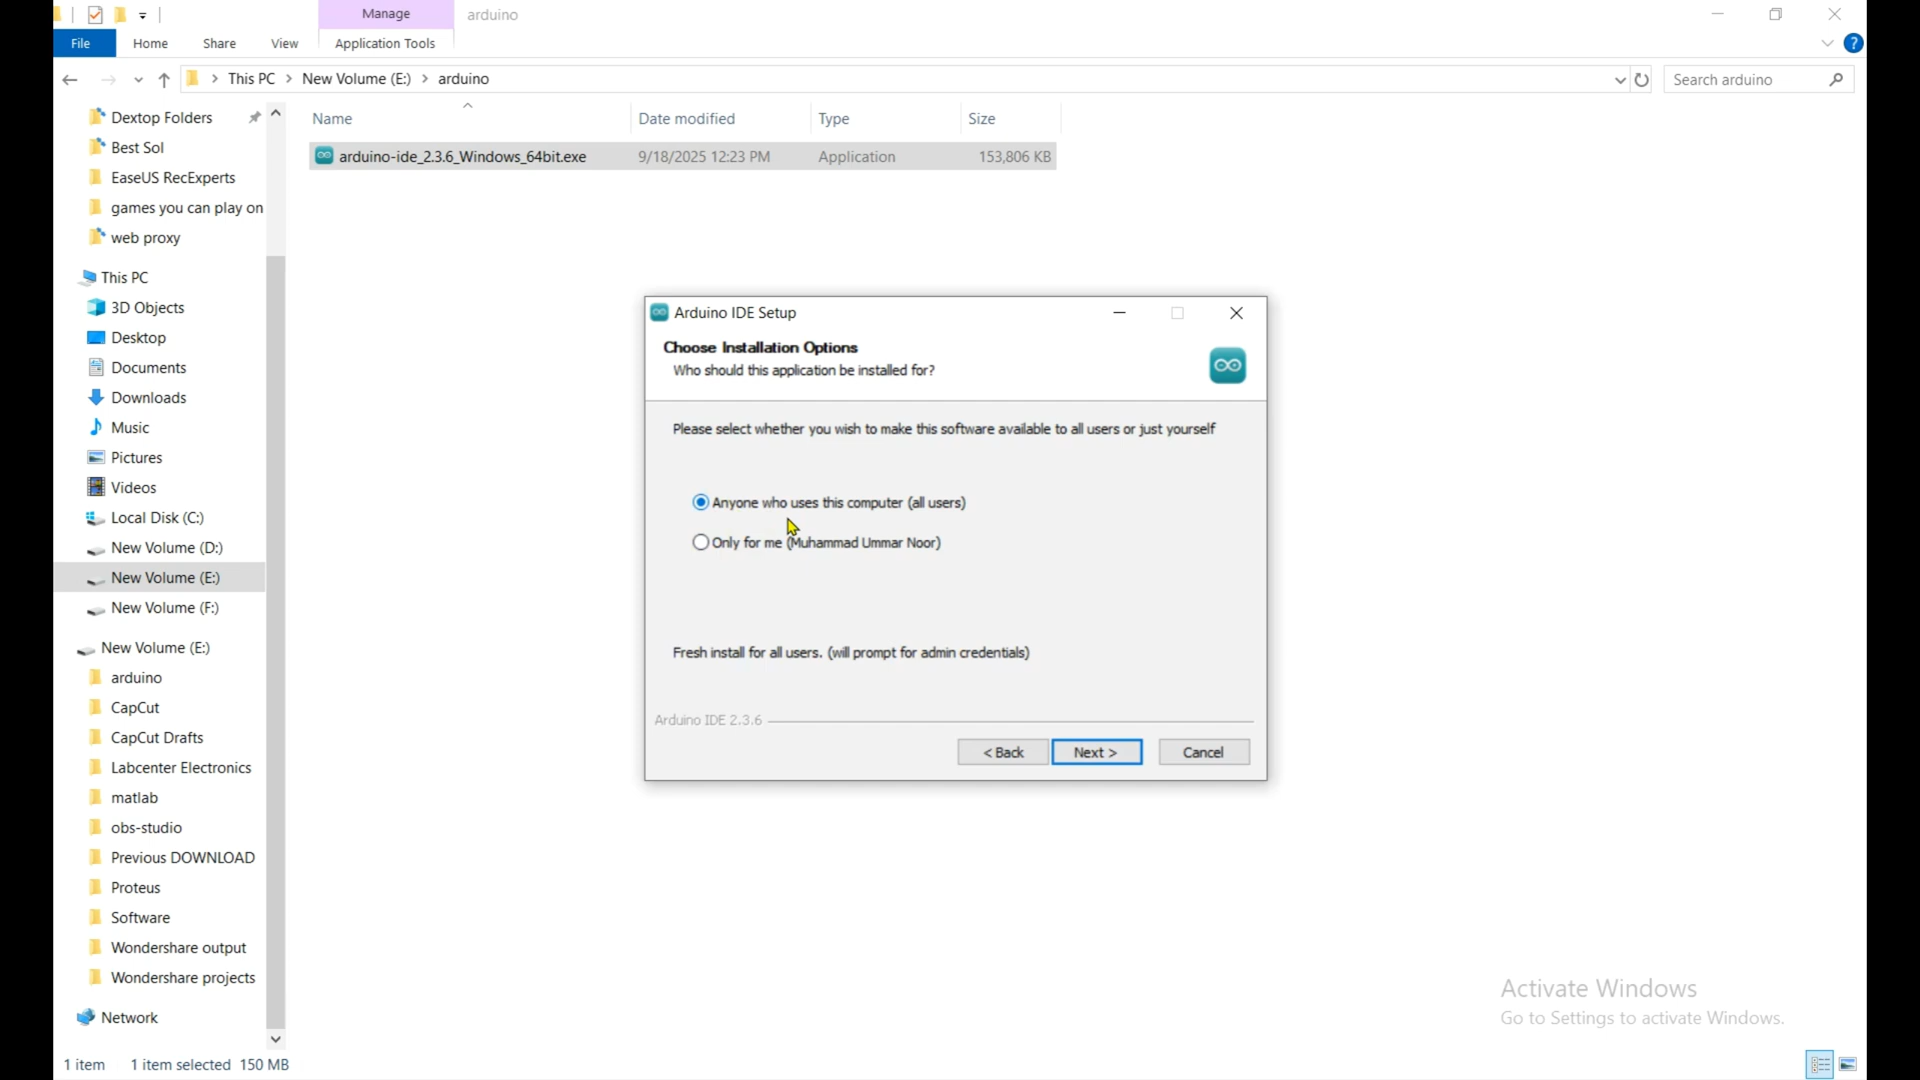 Manage
arduino
File
Home
Share
View
Application Tools
This PC > New Volume (E:) > arduino
Search arduino
Name
Date modified
Type
Size
arduino-ide_2.3.6_Windows_64bit.exe
9/18/2025 12:23 PM
Application
153,806 KB
Dextop Folders
Best Sol
EaseUS RecExperts
games you can play on
web proxy
This PC
3D Objects
Desktop
Documents
Downloads
Music
Pictures
Videos
Local Disk (C:)
New Volume (D:)
New Volume (E:)
New Volume (F:)
New Volume (E:)
arduino
CapCut
CapCut Drafts
Labcenter Electronics
matlab
obs-studio
Previous DOWNLOAD
Proteus
Software
Wondershare output
Wondershare projects
Network
Arduino IDE Setup
Choose Installation Options
Who should this application be installed for?
Please select whether you wish to make this software available to all users or just yourself
Anyone who uses this computer (all users)
Only for me (Muhammad Ummar Noor)
Fresh install for all users. (will prompt for admin credentials)
Arduino IDE 2.3.6
< Back
Next >
Cancel
Activate Windows
Go to Settings to activate Windows.
1 item
1 item selected 150 MB